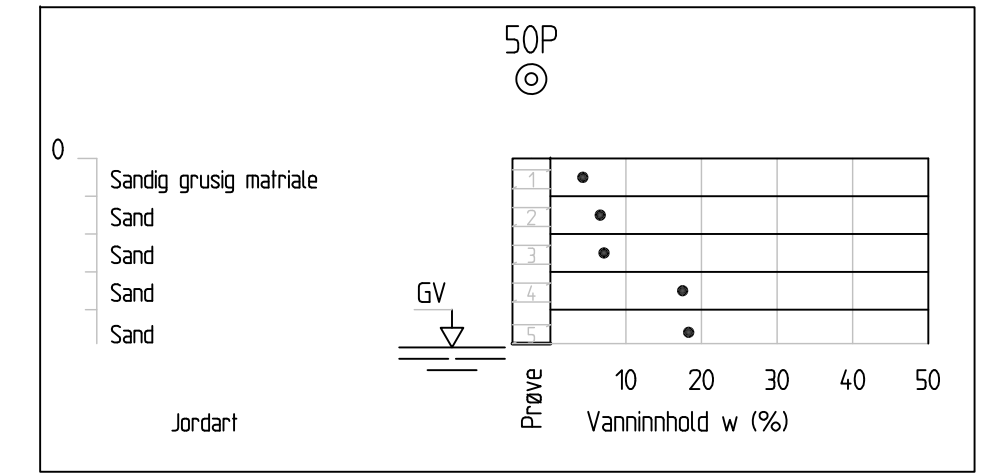 50P
0
Sandig grusig matriale 1
Sand 2
Sand 3
GV
Sand 4
Sand 5
Prøve
10 20 30 40 50
Jordart
Vanninnhold w (%)